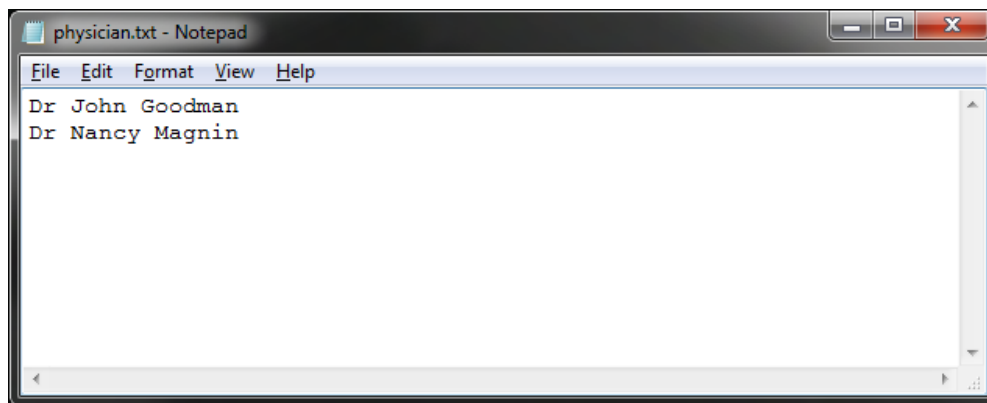 physician.txt - Notepad
File Edit Format View Help
Dr John Goodman
Dr Nancy Magnin